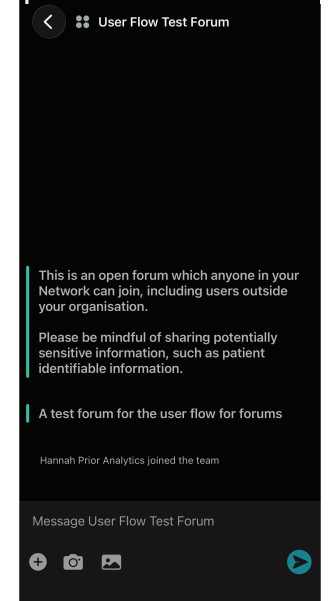 User Flow Test Forum
This is an open forum which anyone in your
Network can join, including users outside
your organisation.
Please be mindful of sharing potentially
sensitive information, such as patient
identifiable information.
A test forum for the user flow for forums
Hannah Prior Analytics joined the team
Message User Flow Test Forum